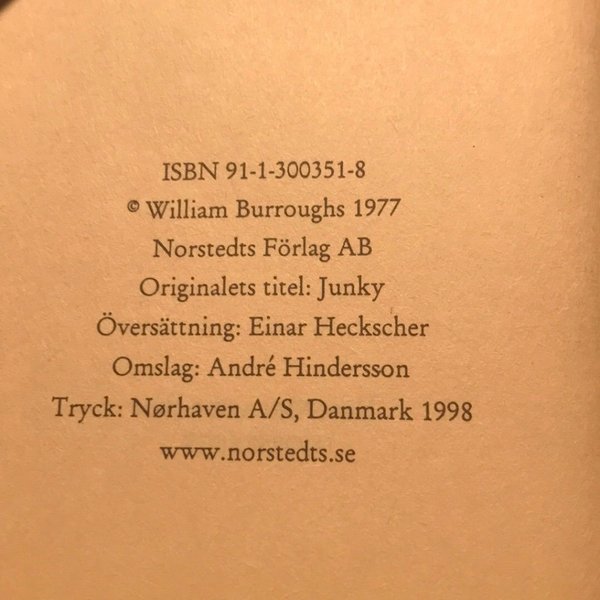 ISBN 91-1-300351-8
© William Burroughs 1977
Norstedts Förlag AB
Originalets titel: Junky
Översättning: Einar Heckscher
Omslag: André Hindersson
Tryck: Nørhaven A/S, Danmark 1998
www.norstedts.se